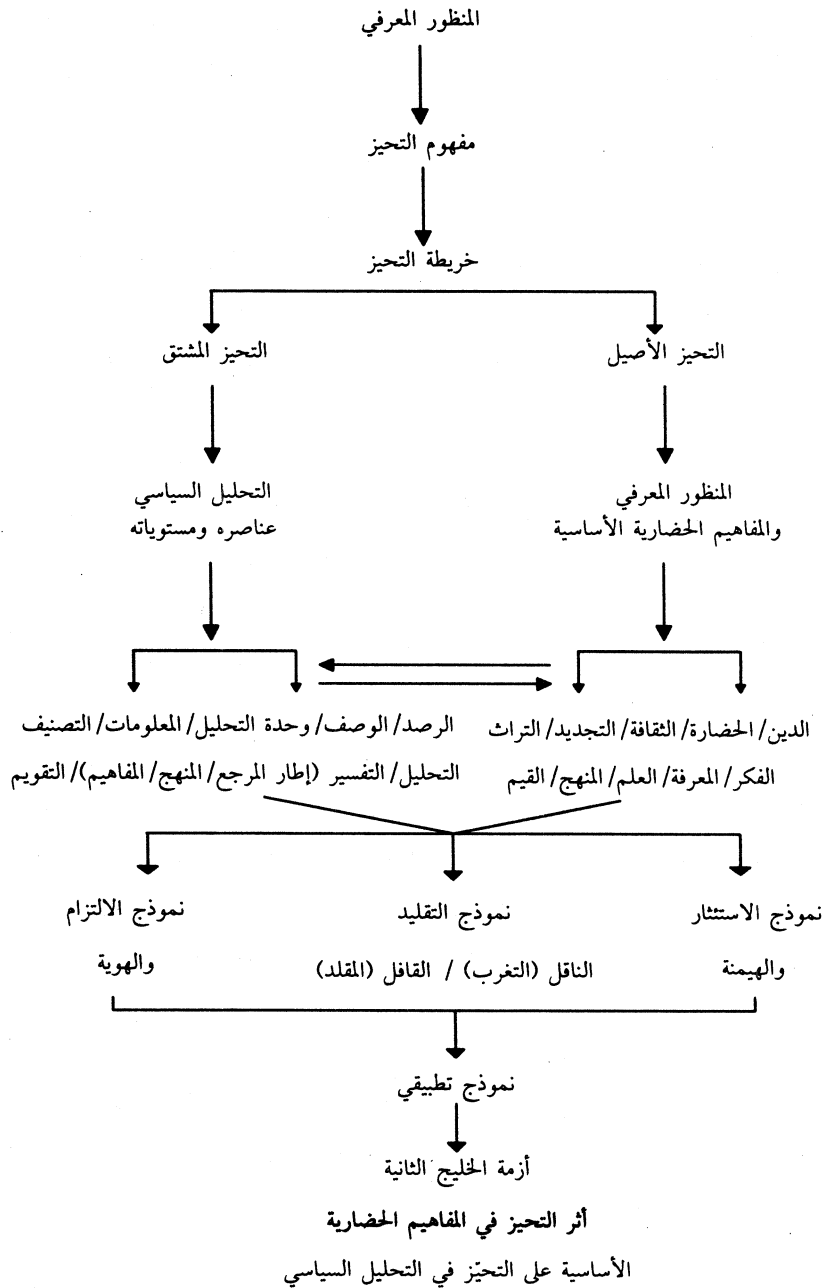 المنظور المعرفي
مفهوم التحيز
خريطة التحيز
التحيز الأصيل
التحيز المشتق
المنظور المعرفي
والمفاهيم الحضارية الأساسية
التحليل السياسي
عناصره ومستوياته
الدين/ الحضارة/ الثقافة/ التجديد/ التراث
الفكر/ المعرفة/ العلم/ المنهج/ القيم
الرصد/ الوصف/ وحدة التحليل/ المعلومات/ التصنيف
التحليل/ التفسير (إطار المرجع/ المنهج/ المفاهيم)/ التقويم
نموذج الاستئثار
والهيمنة
نموذج التقليد
الناقل (التغرب) / القافل (المقلد)
نموذج الالتزام
والهوية
نموذج تطبيقي
أزمة الخليج الثانية
أثر التحيز في المفاهيم الحضارية
الأساسية على التحيّز في التحليل السياسي